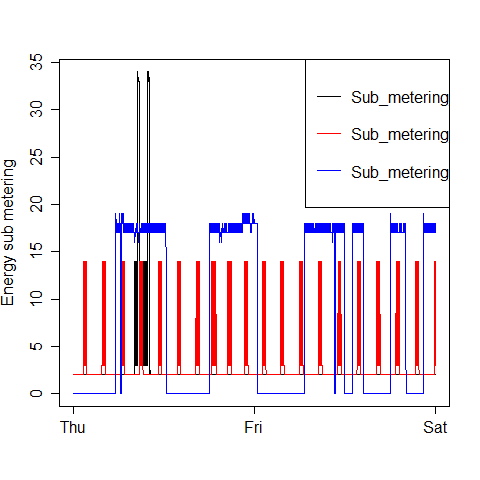 Energy sub metering
35
30
25
20
15
10
5
0
Thu
Fri
Sat
Sub_metering
Sub_metering
Sub_metering